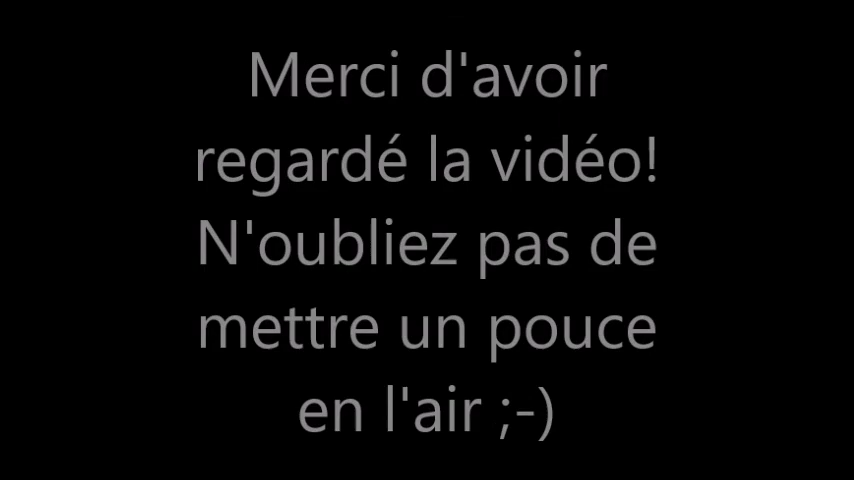 Merci d'avoir
regardé la vidéo!
N'oubliez pas de
mettre un pouce
en l'air ;-)